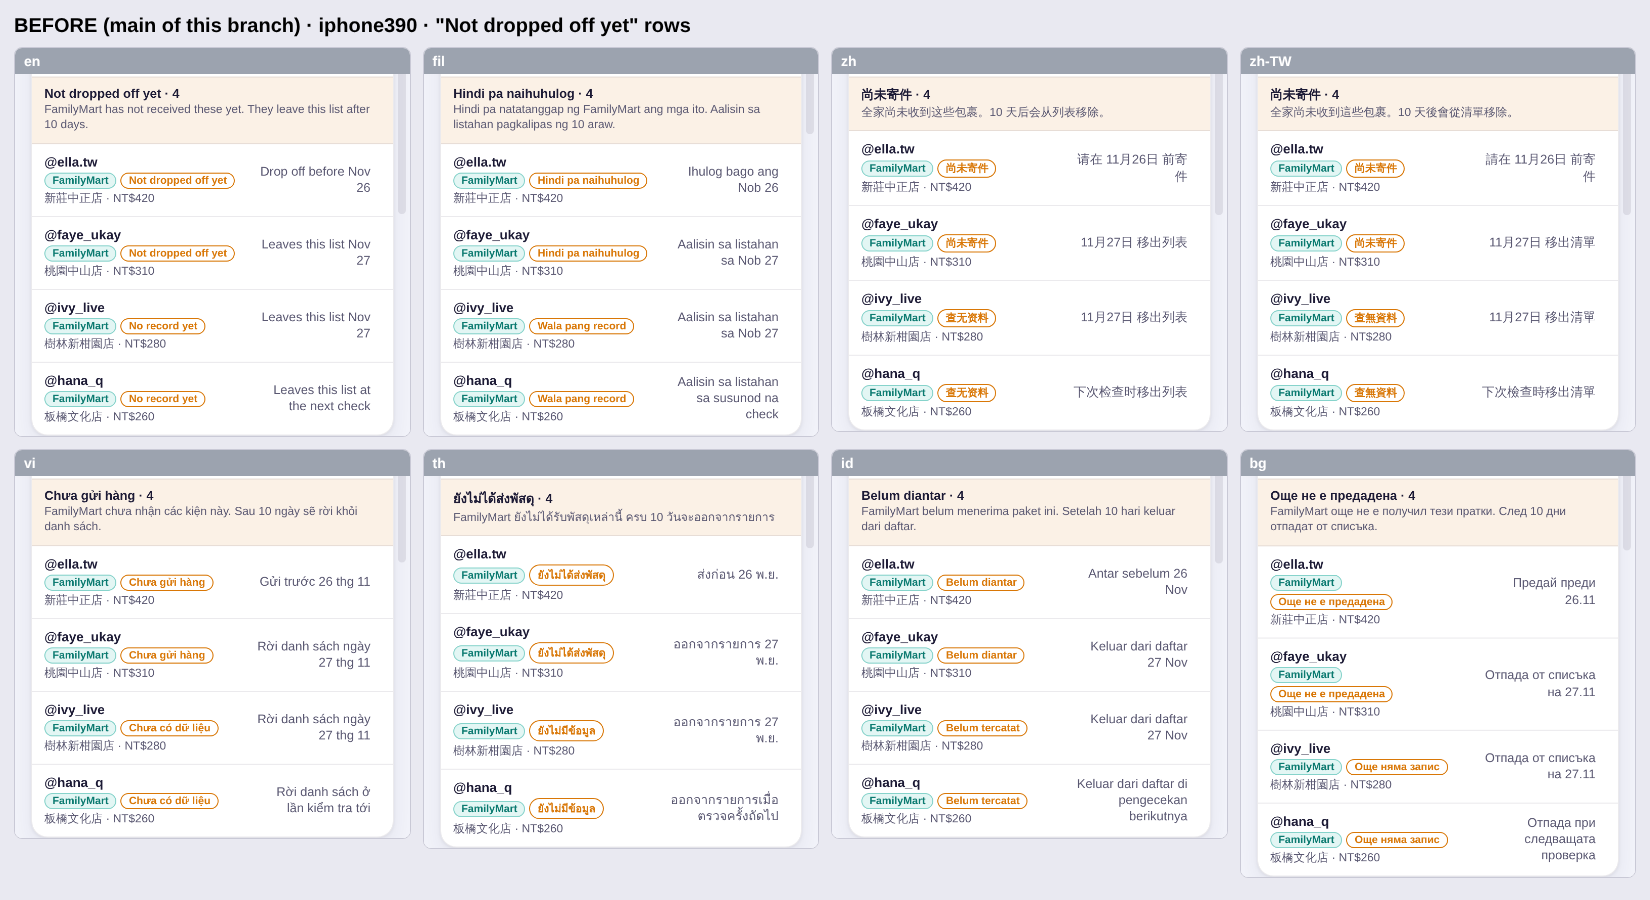 BEFORE (main of this branch) · iphone390 · "Not dropped off yet" rows
en
Not dropped off yet · 4
FamilyMart has not received these yet. They leave this list after
10 days.
@ella.tw
FamilyMart Not dropped off yet
新莊中正店 · NT$420
Drop off before Nov
26
@faye_ukay
FamilyMart Not dropped off yet
桃園中山店 · NT$310
Leaves this list Nov
27
@ivy_live
FamilyMart No record yet
樹林新柑園店 · NT$280
Leaves this list Nov
27
@hana_q
FamilyMart No record yet
板橋文化店 · NT$260
Leaves this list at
the next check
fil
Hindi pa naihuhulog · 4
Hindi pa natatanggap ng FamilyMart ang mga ito. Aalisin sa
listahan pagkalipas ng 10 araw.
@ella.tw
FamilyMart Hindi pa naihuhulog
新莊中正店 · NT$420
Ihulog bago ang
Nob 26
@faye_ukay
FamilyMart Hindi pa naihuhulog
桃園中山店 · NT$310
Aalisin sa listahan
sa Nob 27
@ivy_live
FamilyMart Wala pang record
樹林新柑園店 · NT$280
Aalisin sa listahan
sa Nob 27
@hana_q
FamilyMart Wala pang record
板橋文化店 · NT$260
Aalisin sa listahan
sa susunod na
check
zh
尚未寄件 · 4
全家尚未收到这些包裹。10 天后会从列表移除。
@ella.tw
FamilyMart 尚未寄件
新莊中正店 · NT$420
请在 11月26日 前寄
件
@faye_ukay
FamilyMart 尚未寄件
桃園中山店 · NT$310
11月27日 移出列表
@ivy_live
FamilyMart 查无资料
樹林新柑園店 · NT$280
11月27日 移出列表
@hana_q
FamilyMart 查无资料
板橋文化店 · NT$260
下次检查时移出列表
zh-TW
尚未寄件 · 4
全家尚未收到這些包裹。10 天後會從清單移除。
@ella.tw
FamilyMart 尚未寄件
新莊中正店 · NT$420
請在 11月26日 前寄
件
@faye_ukay
FamilyMart 尚未寄件
桃園中山店 · NT$310
11月27日 移出清單
@ivy_live
FamilyMart 查無資料
樹林新柑園店 · NT$280
11月27日 移出清單
@hana_q
FamilyMart 查無資料
板橋文化店 · NT$260
下次檢查時移出清單
vi
Chưa gửi hàng · 4
FamilyMart chưa nhận các kiện này. Sau 10 ngày sẽ rời khỏi
danh sách.
@ella.tw
FamilyMart Chưa gửi hàng
新莊中正店 · NT$420
Gửi trước 26 thg 11
@faye_ukay
FamilyMart Chưa gửi hàng
桃園中山店 · NT$310
Rời danh sách ngày
27 thg 11
@ivy_live
FamilyMart Chưa có dữ liệu
樹林新柑園店 · NT$280
Rời danh sách ngày
27 thg 11
@hana_q
FamilyMart Chưa có dữ liệu
板橋文化店 · NT$260
Rời danh sách ở
lần kiểm tra tới
th
ยังไม่ได้ส่งพัสดุ · 4
FamilyMart ยังไม่ได้รับพัสดุเหล่านี้ ครบ 10 วันจะออกจากรายการ
@ella.tw
FamilyMart ยังไม่ได้ส่งพัสดุ
新莊中正店 · NT$420
ส่งก่อน 26 พ.ย.
@faye_ukay
FamilyMart ยังไม่ได้ส่งพัสดุ
桃園中山店 · NT$310
ออกจากรายการ 27
พ.ย.
@ivy_live
FamilyMart ยังไม่มีข้อมูล
樹林新柑園店 · NT$280
ออกจากรายการ 27
พ.ย.
@hana_q
FamilyMart ยังไม่มีข้อมูล
板橋文化店 · NT$260
ออกจากรายการเมื่อ
ตรวจครั้งถัดไป
id
Belum diantar · 4
FamilyMart belum menerima paket ini. Setelah 10 hari keluar
dari daftar.
@ella.tw
FamilyMart Belum diantar
新莊中正店 · NT$420
Antar sebelum 26
Nov
@faye_ukay
FamilyMart Belum diantar
桃園中山店 · NT$310
Keluar dari daftar
27 Nov
@ivy_live
FamilyMart Belum tercatat
樹林新柑園店 · NT$280
Keluar dari daftar
27 Nov
@hana_q
FamilyMart Belum tercatat
板橋文化店 · NT$260
Keluar dari daftar di
pengecekan
berikutnya
bg
Още не е предадена · 4
FamilyMart още не е получил тези пратки. След 10 дни
отпадат от списъка.
@ella.tw
FamilyMart
Още не е предадена
新莊中正店 · NT$420
Предай преди
26.11
@faye_ukay
FamilyMart
Още не е предадена
桃園中山店 · NT$310
Отпада от списъка
на 27.11
@ivy_live
FamilyMart Още няма запис
樹林新柑園店 · NT$280
Отпада от списъка
на 27.11
@hana_q
FamilyMart Още няма запис
板橋文化店 · NT$260
Отпада при
следващата
проверка